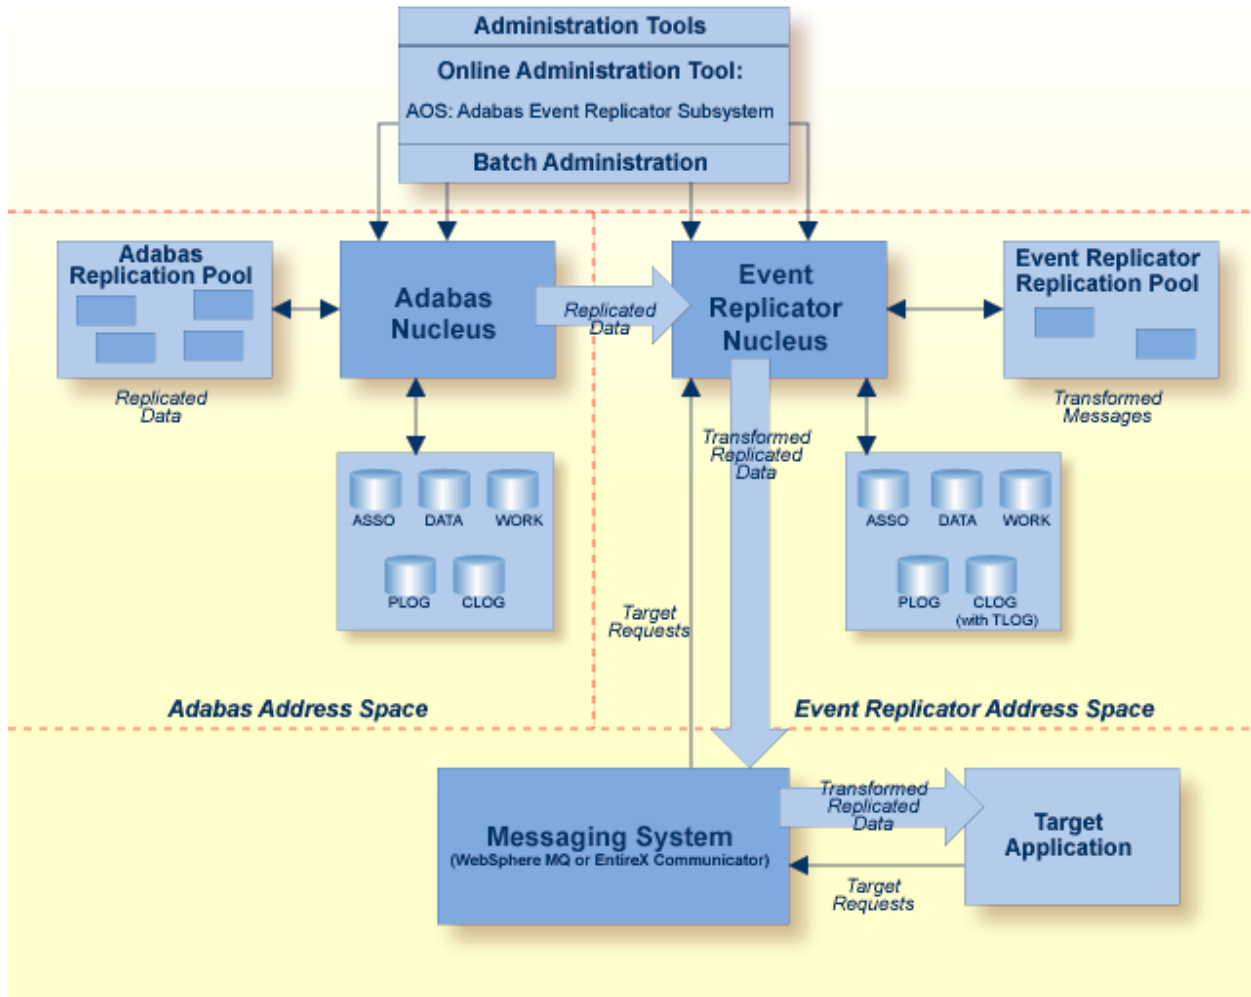 Administration Tools
Online Administration Tool:
AOS: Adabas Event Replicator Subsystem
Batch Administration
Adabas
Replication Pool
Replicated
Data
Adabas
Nucleus
Replicated
Data
Event
Replicator
Nucleus
Event Replicator
Replication Pool
Transformed
Messages
Transformed
Replicated
Data
ASSO
DATA
WORK
PLOG
CLOG
ASSO
DATA
WORK
PLOG
CLOG
(with TLOG)
Target
Requests
Adabas Address Space
Event Replicator Address Space
Messaging System
(WebSphere MQ or EntireX Communicator)
Transformed
Replicated
Data
Target
Requests
Target
Application